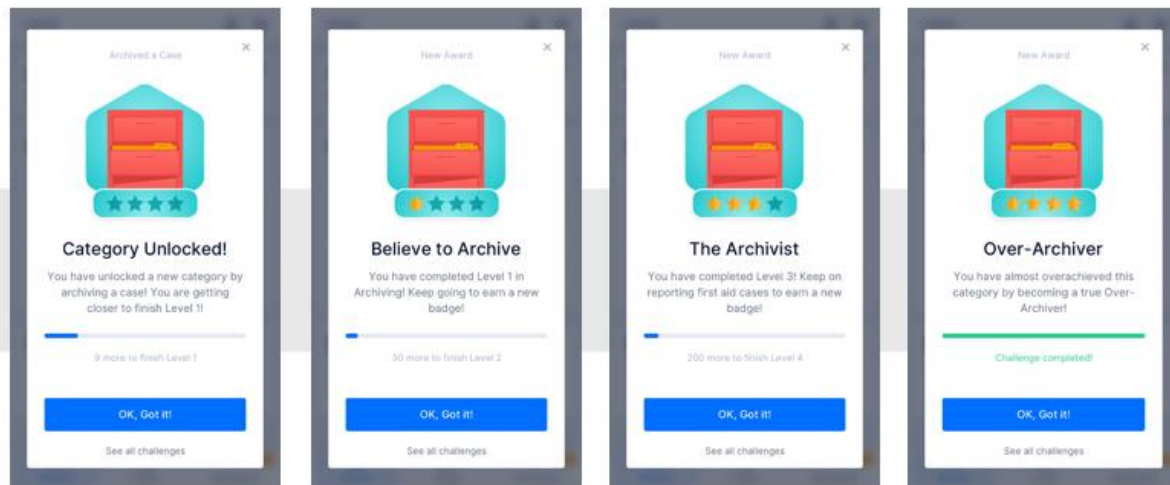 Archived a Case
Category Unlocked!
You have unlocked a new category by
archiving a case! You are getting
closer to finish Level 1!
9 more to finish Level 1
OK, Got it!
See all challenges
New Award
Believe to Archive
You have completed Level 1 in
Archiving! Keep going to earn a new
badge!
30 more to finish Level 2
OK, Got it!
See all challenges
New Award
The Archivist
You have completed Level 3! Keep on
reporting first aid cases to earn a new
badge!
200 more to finish Level 4
OK, Got it!
See all challenges
New Award
Over-Archiver
You have almost overachieved this
category by becoming a true Over-
Archiver!
Challenge completed!
OK, Got it!
See all challenges